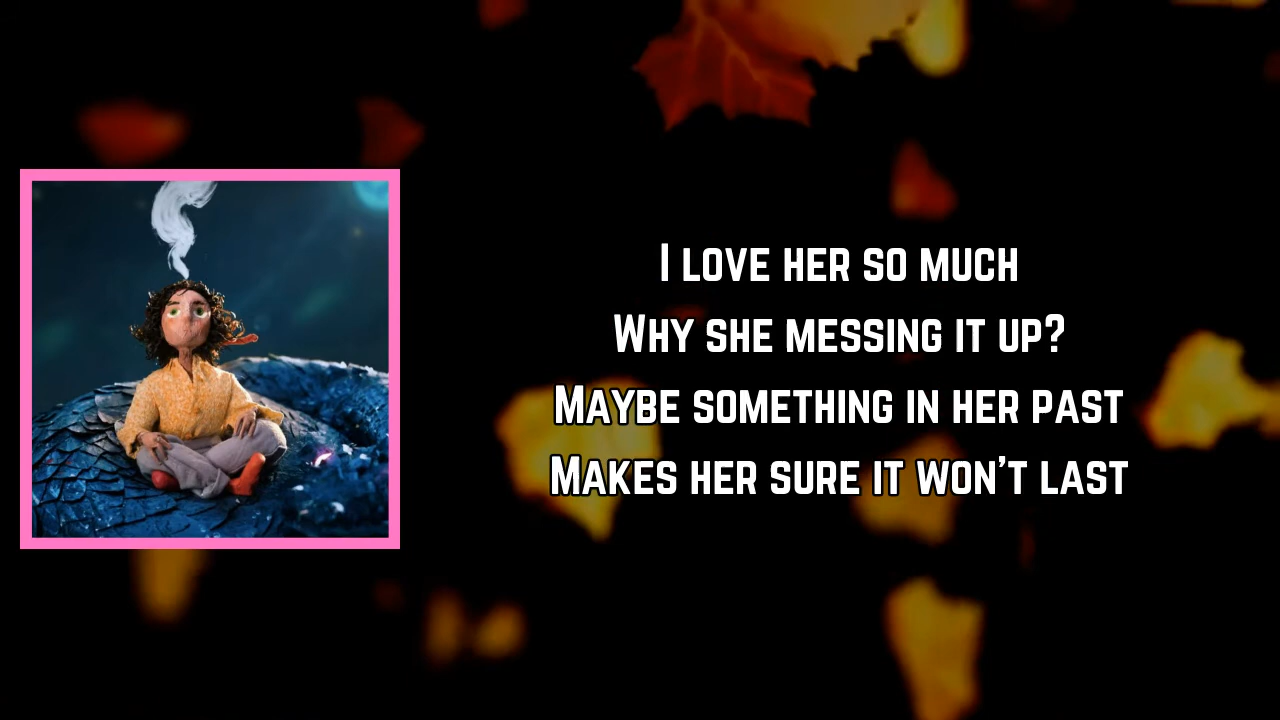 I love her so much
Why she messing it up?
Maybe something in her past
Makes her sure it won't last